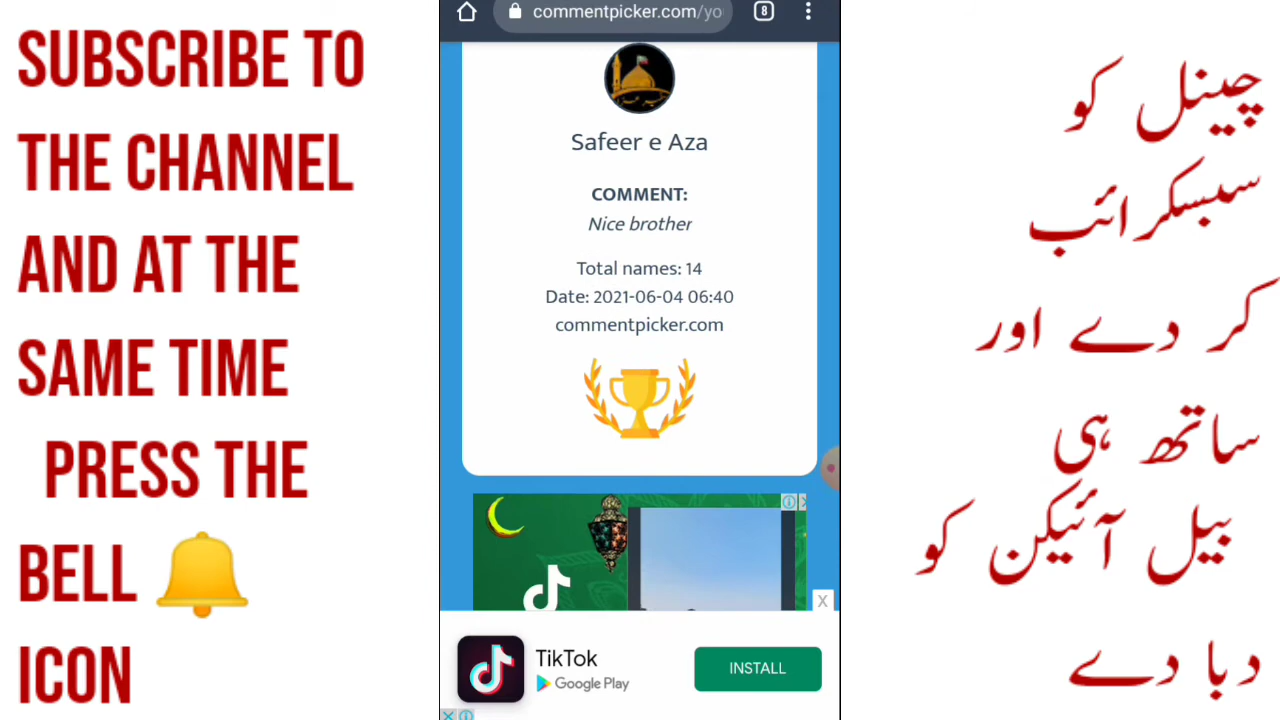 SUBSCRIBE TO
THE CHANNEL
AND AT THE
SAME TIME
PRESS THE
BELL 🔔
ICON
commentpicker.com/yo
8
Safeer e Aza
COMMENT:
Nice brother
Total names: 14
Date: 2021-06-04 06:40
commentpicker.com
TikTok
Google Play
INSTALL
چینل کو
سبسکرائب
کر دے اور
ساتھ ہی
بیل آئیکن کو
دبا دے